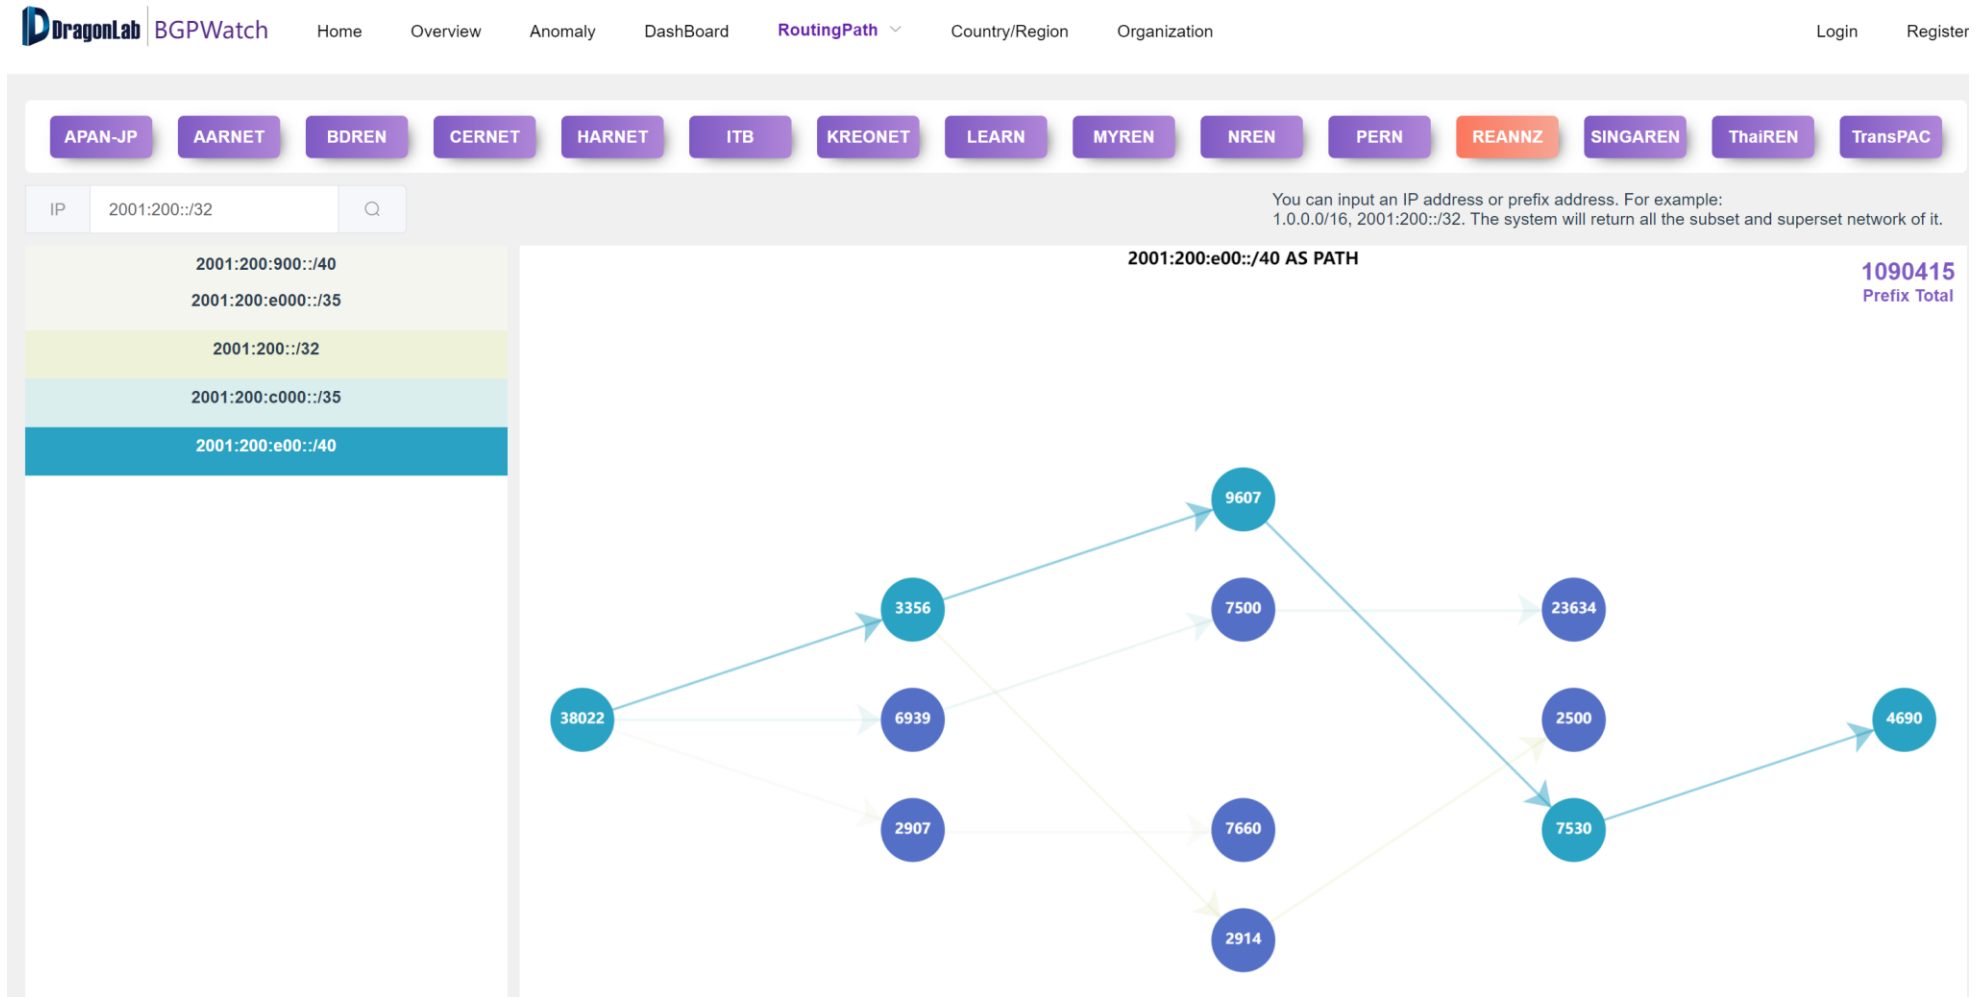 DragonLab BGPWatch Home Overview Anomaly DashBoard RoutingPath Country/Region Organization Login Register
APAN-JP AARNET BDREN CERNET HARNET ITB KREONET LEARN MYREN NREN PERN REANNZ SINGAREN ThaiREN TransPAC
IP 2001:200::/32
You can input an IP address or prefix address. For example:
1.0.0.0/16, 2001:200::/32. The system will return all the subset and superset network of it.
2001:200:900::/40
2001:200:e000::/35
2001:200::/32
2001:200:c000::/35
2001:200:e00::/40
2001:200:e00::/40 AS PATH
1090415
Prefix Total
9607
3356 7500 23634
38022 6939 2500 4690
2907 7660 7530
2914